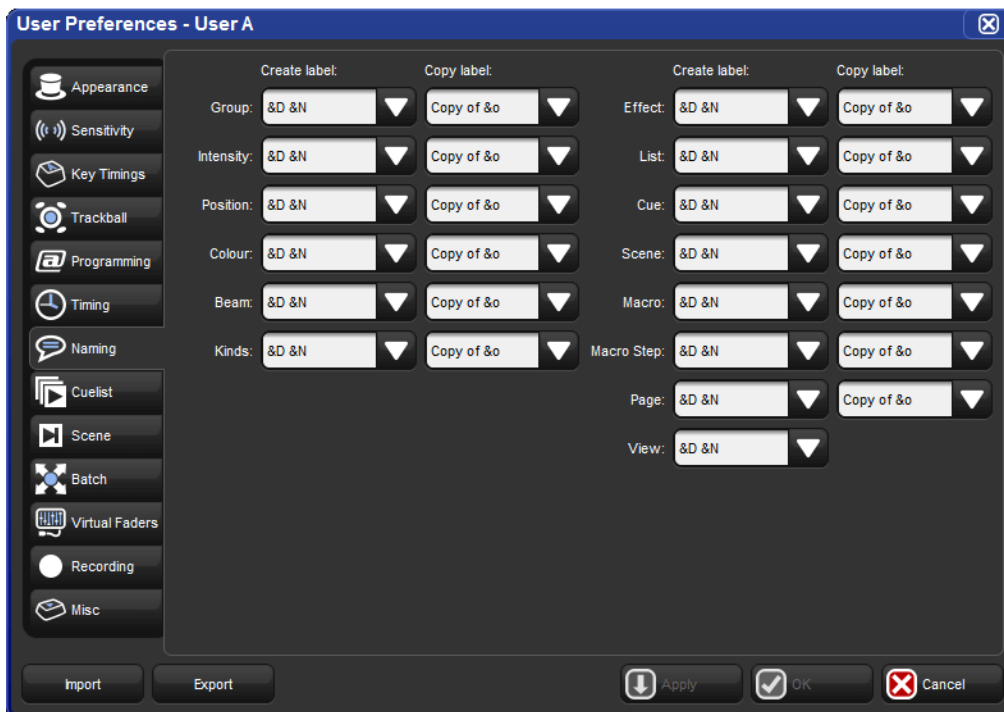 User Preferences - User A
Appearance
Sensitivity
Key Timings
Trackball
Programming
Timing
Naming
Cuelist
Scene
Batch
Virtual Faders
Recording
Misc
Create label: Copy label: Create label: Copy label:
Group: &D &N Copy of &o Effect: &D &N Copy of &o
Intensity: &D &N Copy of &o List: &D &N Copy of &o
Position: &D &N Copy of &o Cue: &D &N Copy of &o
Colour: &D &N Copy of &o Scene: &D &N Copy of &o
Beam: &D &N Copy of &o Macro: &D &N Copy of &o
Kinds: &D &N Copy of &o Macro Step: &D &N Copy of &o
Page: &D &N Copy of &o
View: &D &N
Import Export Apply OK Cancel